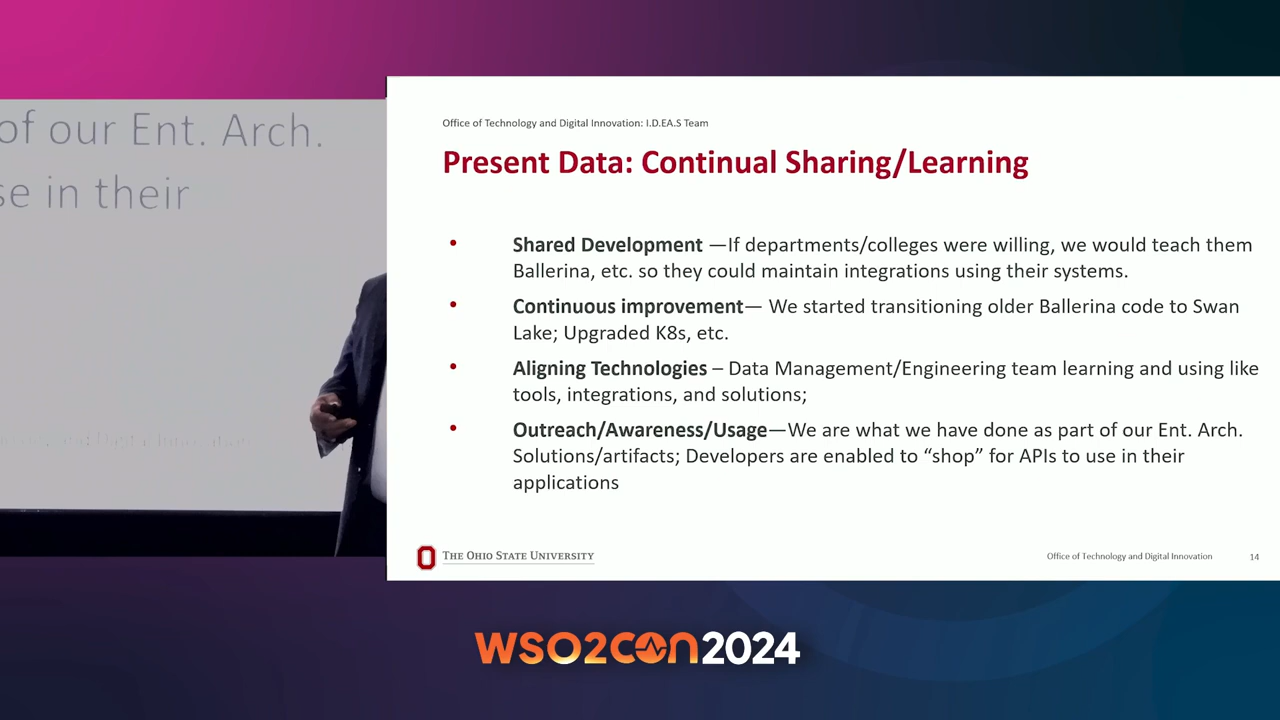 of our Ent. Arch.
se in their
Office of Technology and Digital Innovation: I.D.EA.S Team
Present Data: Continual Sharing/Learning
• Shared Development —If departments/colleges were willing, we would teach them
Ballerina, etc. so they could maintain integrations using their systems.
• Continuous improvement— We started transitioning older Ballerina code to Swan
Lake; Upgraded K8s, etc.
• Aligning Technologies – Data Management/Engineering team learning and using like
tools, integrations, and solutions;
• Outreach/Awareness/Usage—We are what we have done as part of our Ent. Arch.
Solutions/artifacts; Developers are enabled to “shop” for APIs to use in their
applications
THE OHIO STATE UNIVERSITY
Office of Technology and Digital Innovation
14
WSO2CON2024